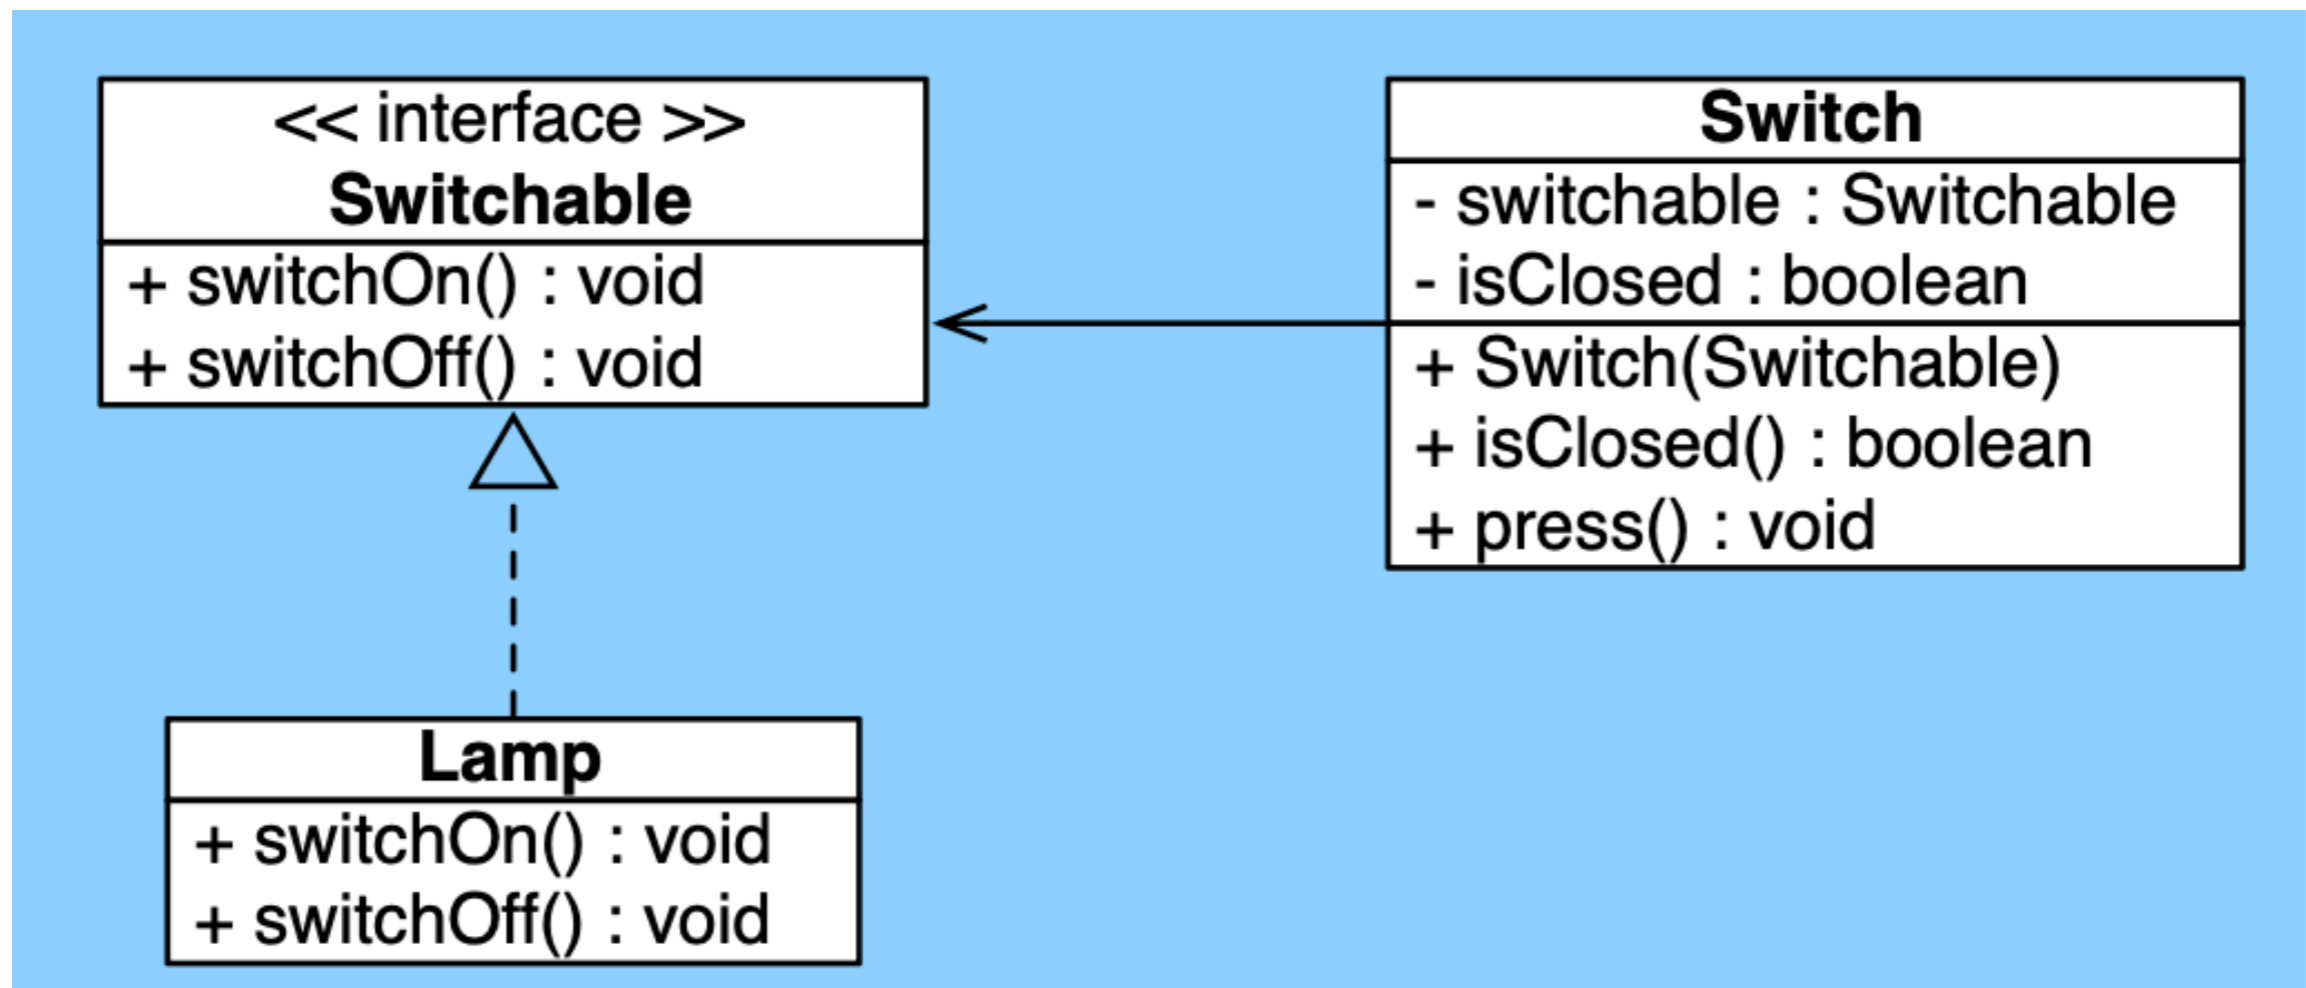 << interface >>
Switchable
+ switchOn() : void
+ switchOff() : void
Switch
- switchable : Switchable
- isClosed : boolean
+ Switch(Switchable)
+ isClosed() : boolean
+ press() : void
Lamp
+ switchOn() : void
+ switchOff() : void